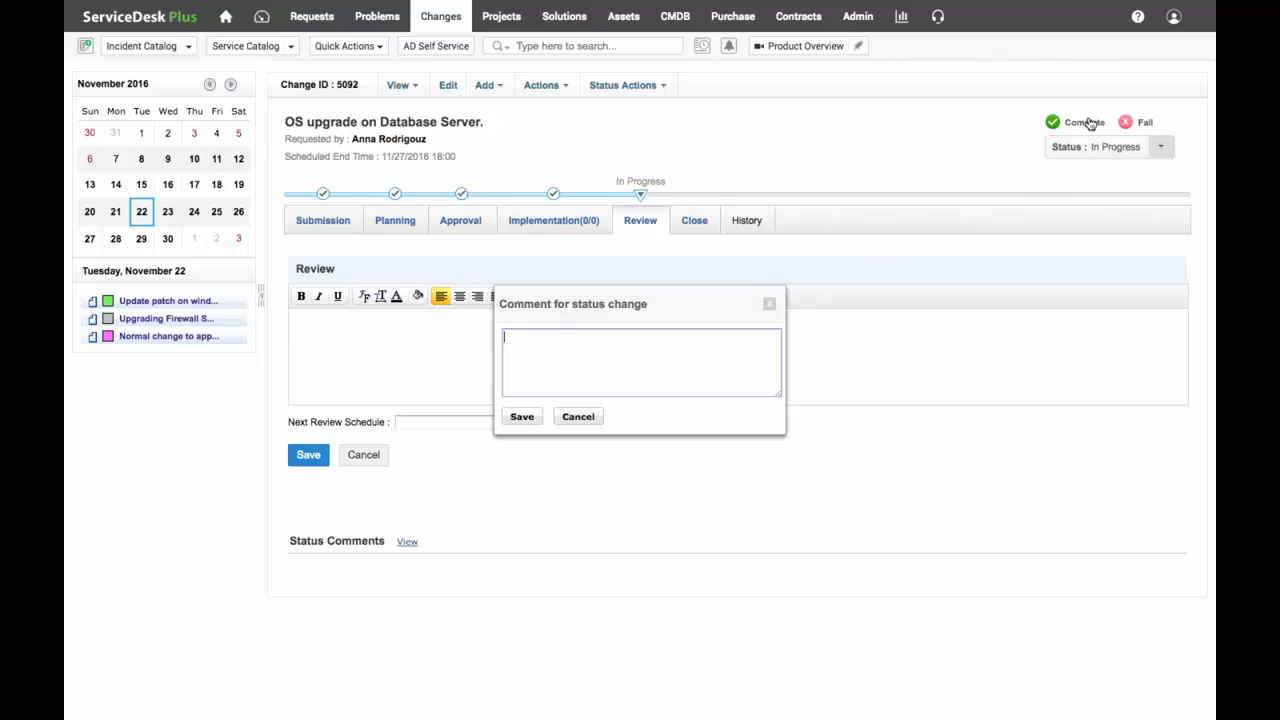 ServiceDesk Plus Requests Problems Changes Projects Solutions Assets CMDB Purchase Contracts Admin
Incident Catalog Service Catalog Quick Actions AD Self Service Type here to search... Product Overview
November 2016
Sun Mon Tue Wed Thu Fri Sat
30 31 1 2 3 4 5
6 7 8 9 10 11 12
13 14 15 16 17 18 19
20 21 22 23 24 25 26
27 28 29 30 1 2 3
Tuesday, November 22
Update patch on wind...
Upgrading Firewall S...
Normal change to app...
Change ID : 5092 View Edit Add Actions Status Actions
OS upgrade on Database Server.
Requested by : Anna Rodrigouz
Scheduled End Time : 11/27/2016 18:00
Fail
Status : In Progress
In Progress
Submission Planning Approval Implementation(0/0) Review Close History
Review
B I U
Comment for status change
Save Cancel
Next Review Schedule :
Save Cancel
Status Comments View